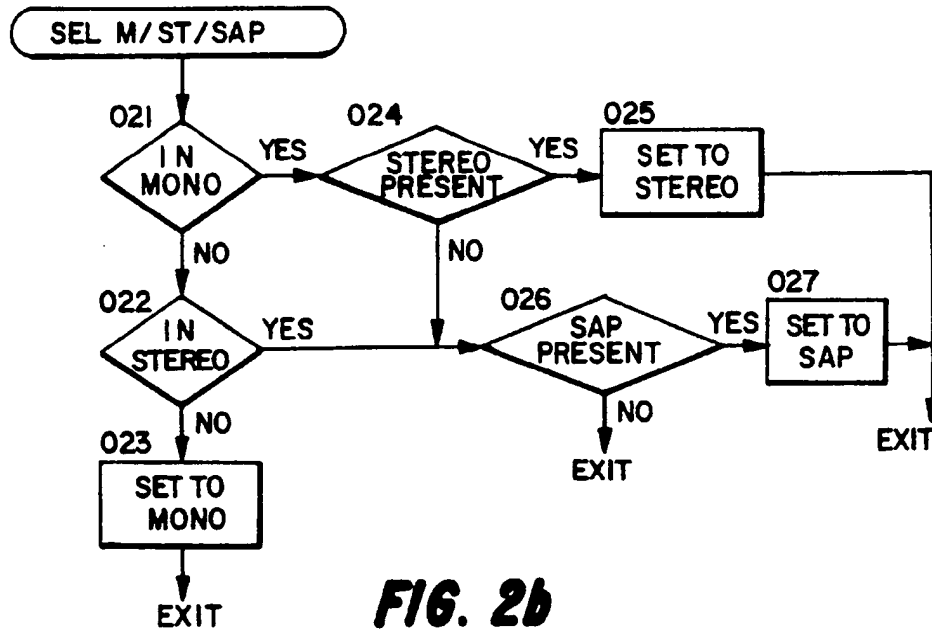 SEL M/ST/SAP
021
IN
MONO
YES
024
STEREO
PRESENT
YES
025
SET TO
STEREO
NO
NO
022
IN
STEREO
YES
026
SAP
PRESENT
YES
027
SET TO
SAP
NO
NO
EXIT
EXIT
023
SET TO
MONO
EXIT
FIG. 2b